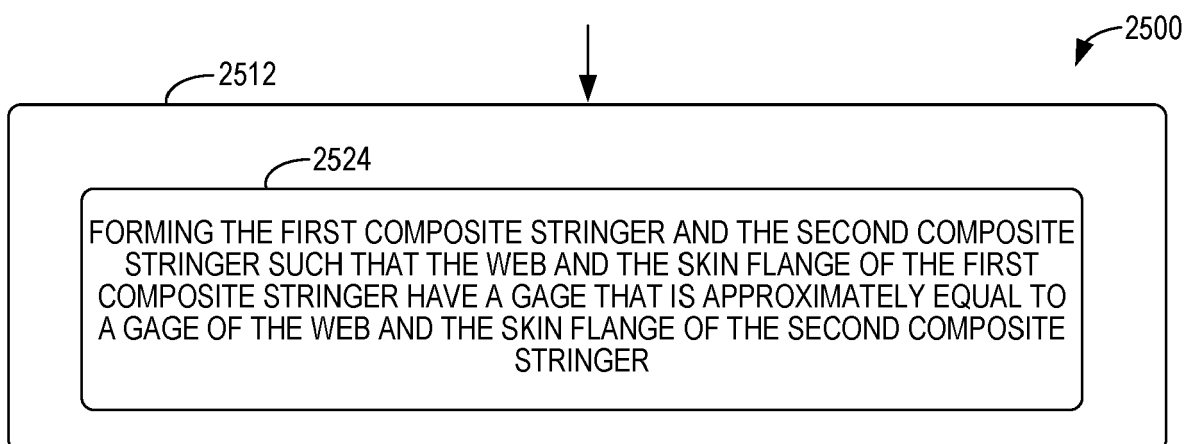 2500
2512
2524
FORMING THE FIRST COMPOSITE STRINGER AND THE SECOND COMPOSITE
STRINGER SUCH THAT THE WEB AND THE SKIN FLANGE OF THE FIRST
COMPOSITE STRINGER HAVE A GAGE THAT IS APPROXIMATELY EQUAL TO
A GAGE OF THE WEB AND THE SKIN FLANGE OF THE SECOND COMPOSITE
STRINGER